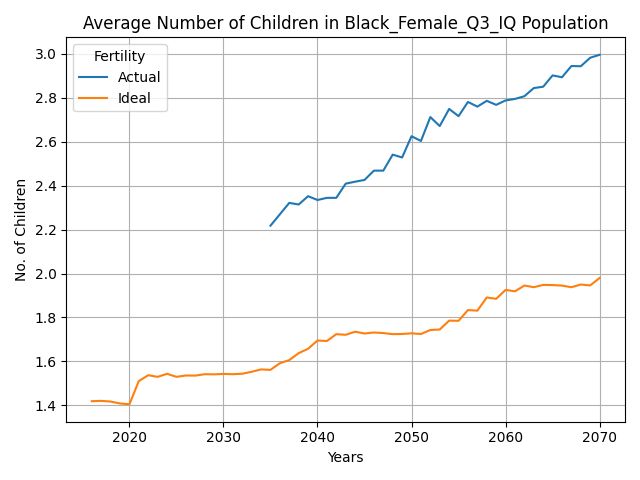 Average Number of Children in Black_Female_Q3_IQ Population
Fertility
Actual
Ideal
No. of Children
3.0
2.8
2.6
2.4
2.2
2.0
1.8
1.6
1.4
2020 2030 2040 2050 2060 2070
Years